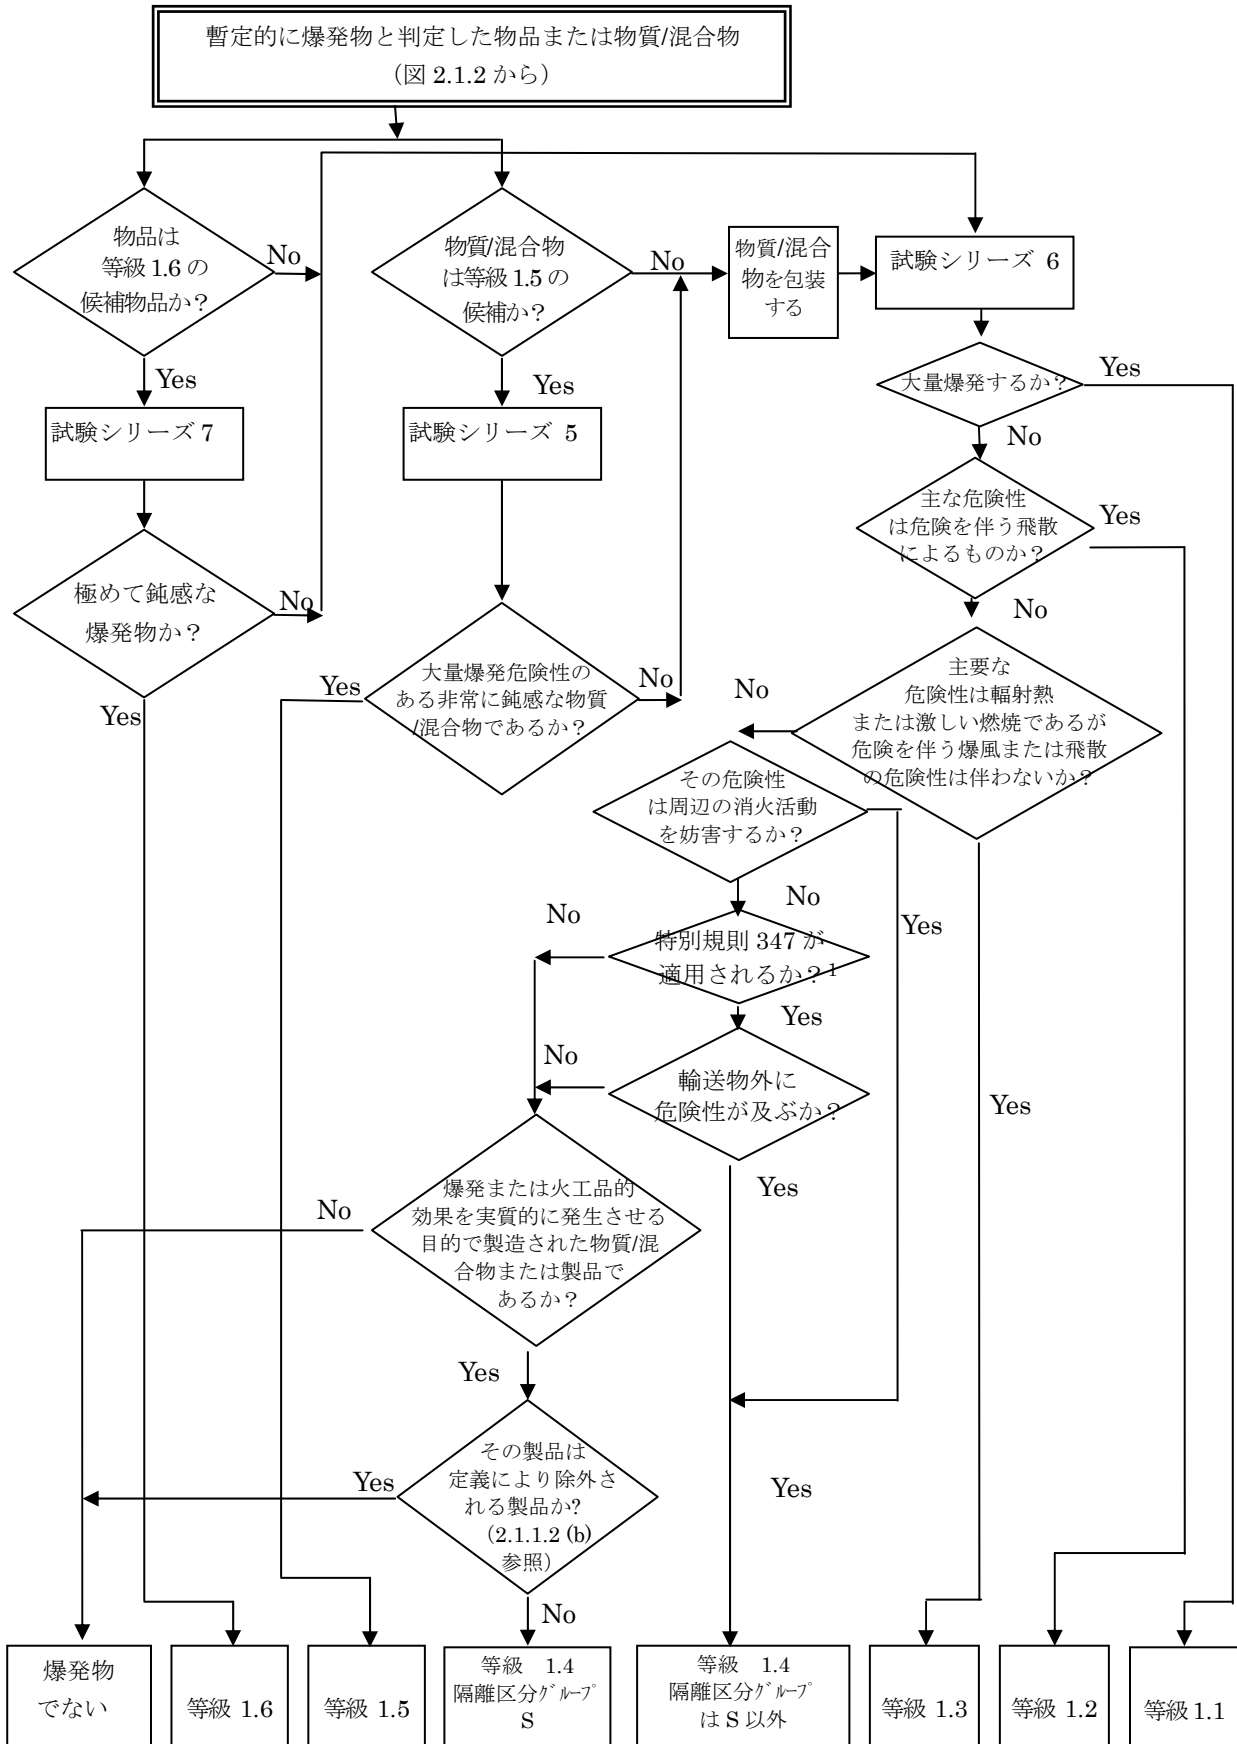 暫定的に爆発物と判定した物品または物質/混合物
（図 2.1.2 から）
物品は
等級 1.6 の
候補物品か？
No
物質/混合物
は等級 1.5 の
候補か？
No
物質/混合
物を包装
する
試験シリーズ 6
Yes
Yes
大量爆発するか？
Yes
試験シリーズ 7
試験シリーズ 5
No
主な危険性
は危険を伴う飛散
によるものか？
Yes
極めて鈍感な
爆発物か？
No
No
Yes
Yes
大量爆発危険性の
ある非常に鈍感な物質
/混合物であるか？
No
No
主要な
危険性は輻射熱
または激しい燃焼であるが
危険を伴う爆風または飛散
の危険性は伴わないか？
その危険性
は周辺の消火活動
を妨害するか？
No
Yes
No
特別規則 347 が
適用されるか？1
Yes
No
輸送物外に
危険性が及ぶか？
Yes
Yes
No
爆発または火工品的
効果を実質的に発生させる
目的で製造された物質/混
合物または製品で
あるか？
Yes
Yes
その製品は
定義により除外さ
れる製品か?
（2.1.1.2 (b)
参照）
Yes
No
爆発物
でない
等級 1.6
等級 1.5
等級 1.4
隔離区分ｸﾞﾙｰﾌﾟ
S
等級 1.4
隔離区分ｸﾞﾙｰﾌﾟ
は S 以外
等級 1.3
等級 1.2
等級 1.1